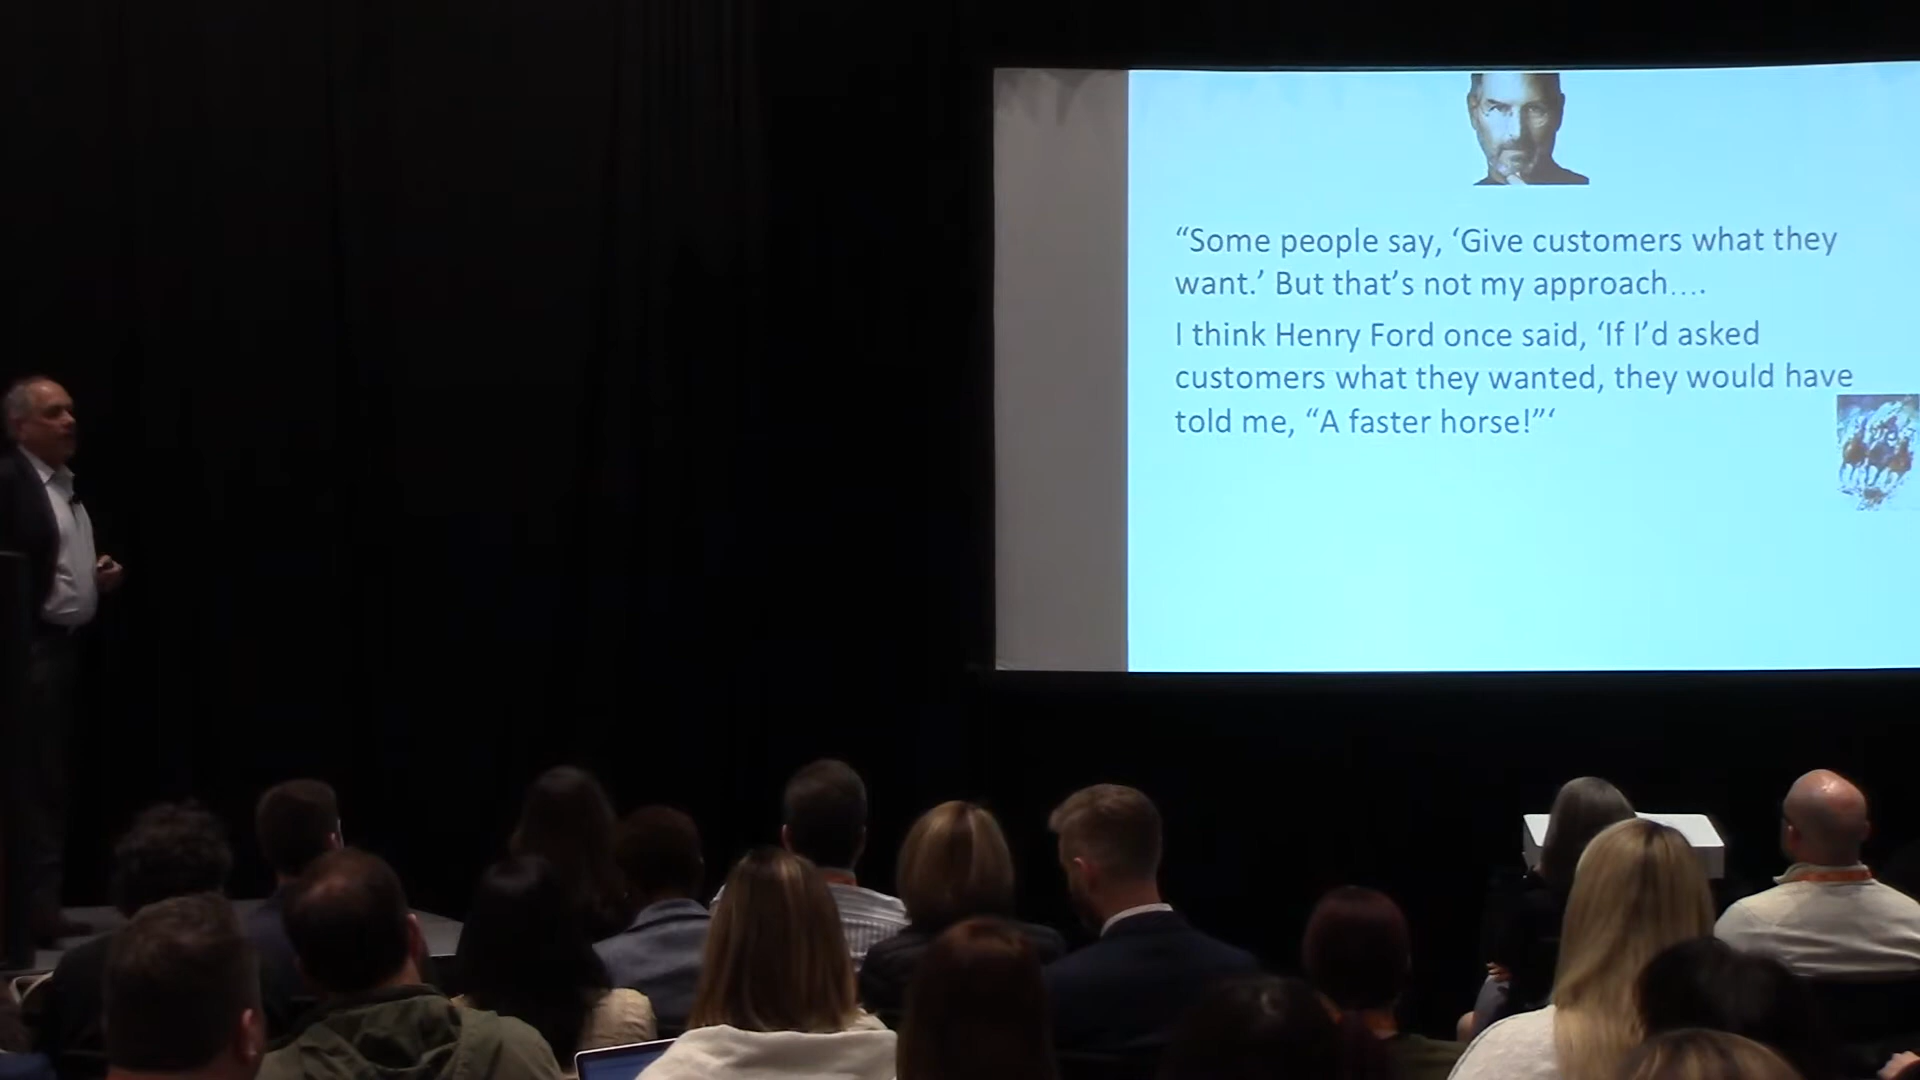 “Some people say, ‘Give customers what they
want.’ But that’s not my approach….
I think Henry Ford once said, ‘If I’d asked
customers what they wanted, they would have
told me, “A faster horse!”‘